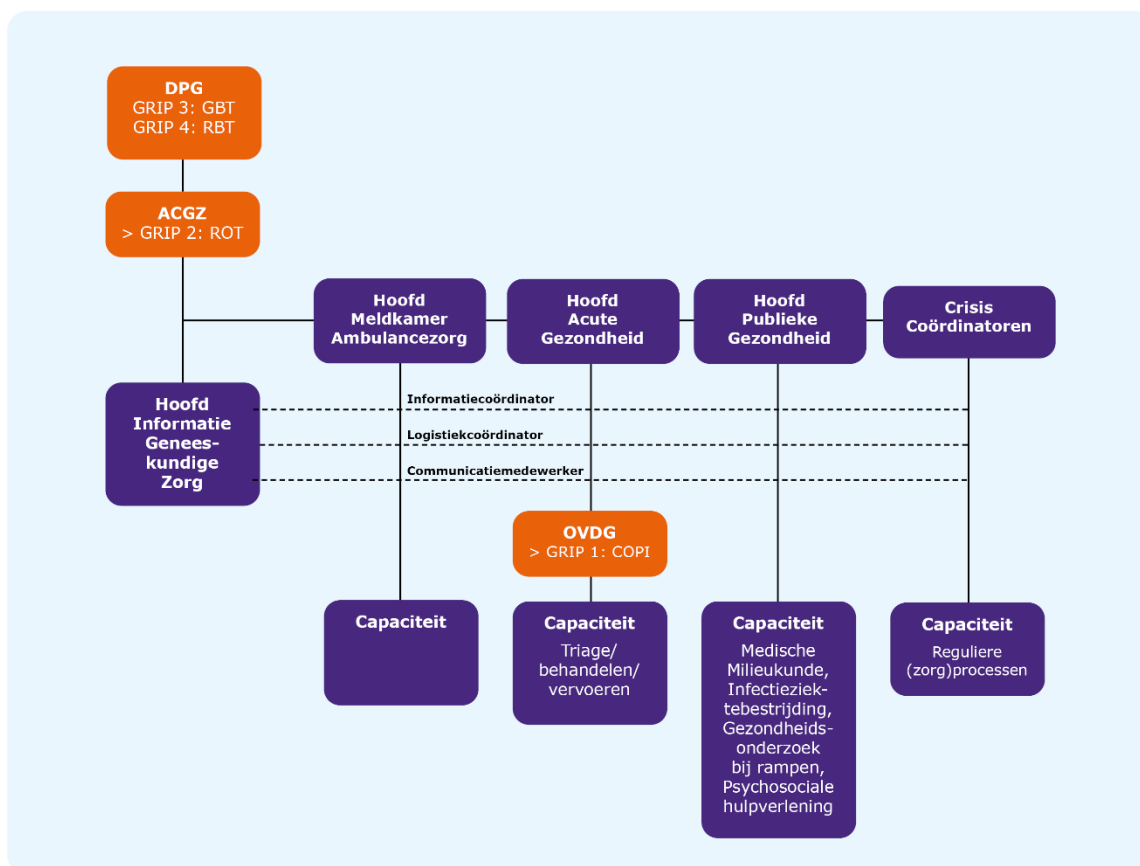 DPG
GRIP 3: GBT
GRIP 4: RBT
ACGZ
> GRIP 2: ROT
Hoofd
Meldkamer
Ambulancezorg
Hoofd
Acute
Gezondheid
Hoofd
Publieke
Gezondheid
Crisis
Coördinatoren
Hoofd
Informatie
Genees-
kundige
Zorg
Informatiecoördinator
Logistiekcoördinator
Communicatiemedewerker
OVDG
> GRIP 1: COPI
Capaciteit
Capaciteit
Triage/
behandelen/
vervoeren
Capaciteit
Medische
Milieukunde,
Infectieziek-
tebestrijding,
Gezondheids-
onderzoek
bij rampen,
Psychosociale
hulpverlening
Capaciteit
Reguliere
(zorg)processen